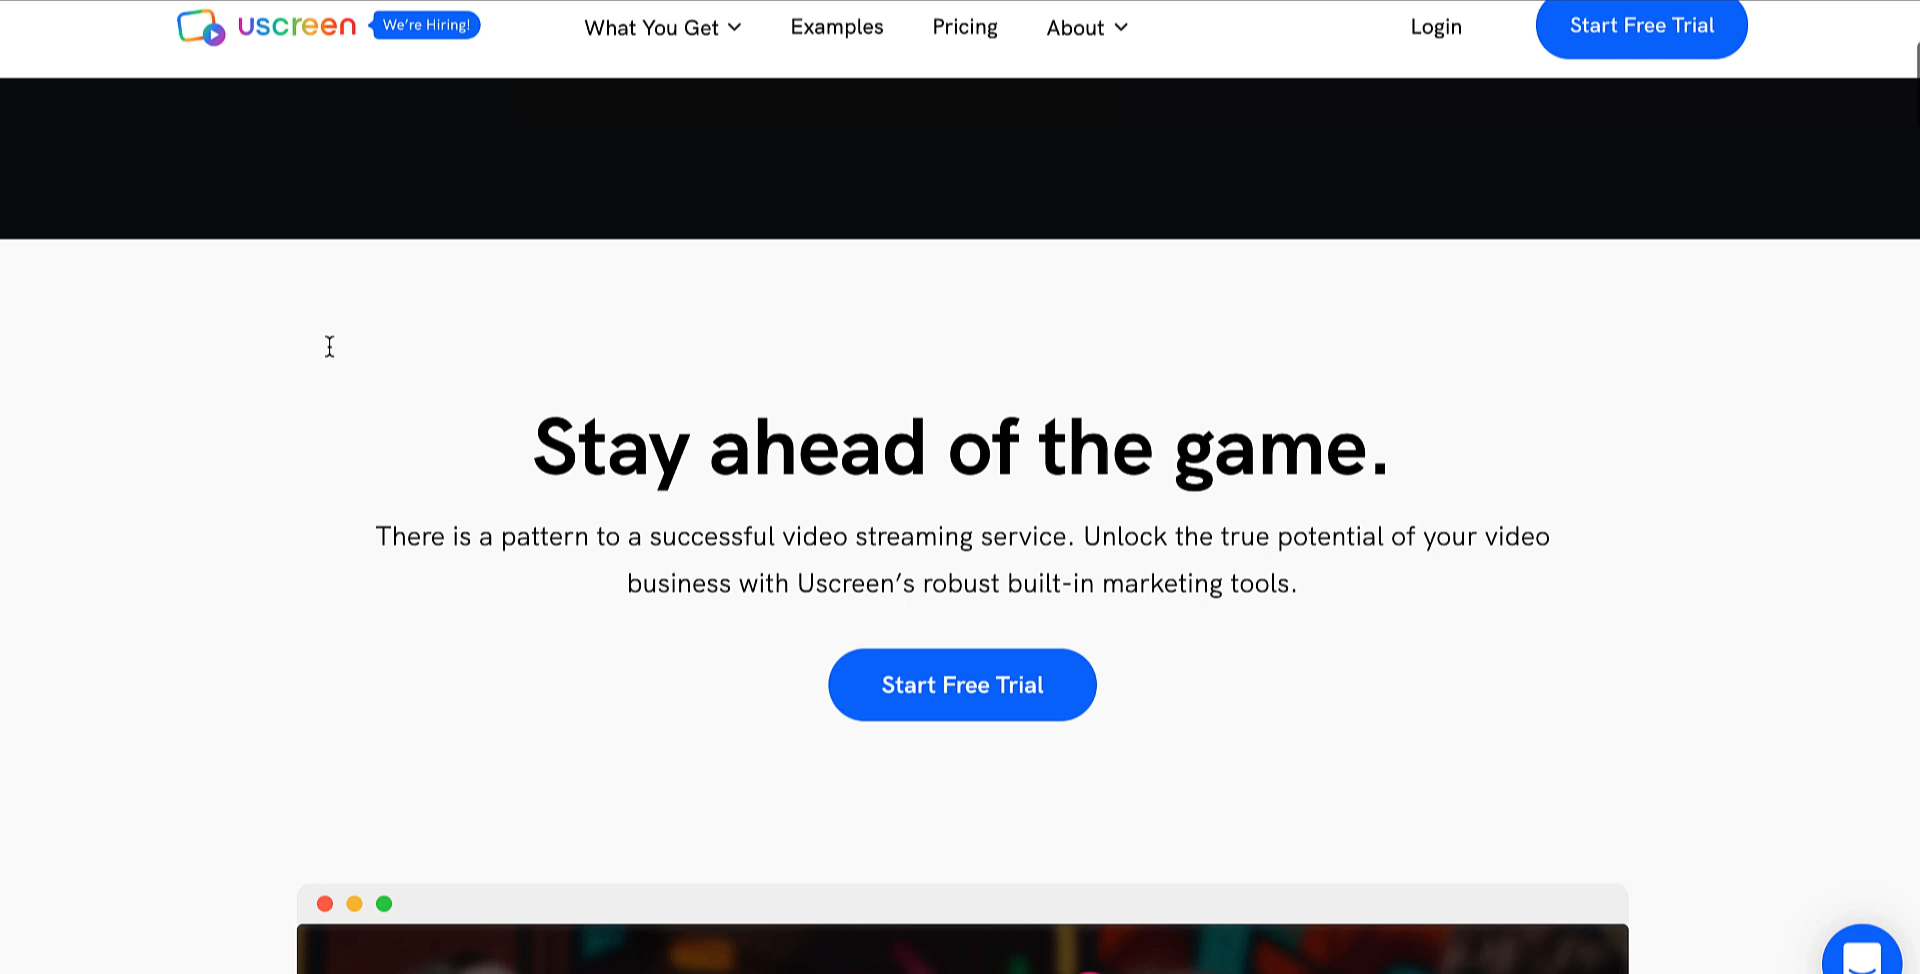 uscreen We're Hiring! What You Get Examples Pricing About Login Start Free Trial
Stay ahead of the game.
There is a pattern to a successful video streaming service. Unlock the true potential of your video
business with Uscreen’s robust built-in marketing tools.
Start Free Trial